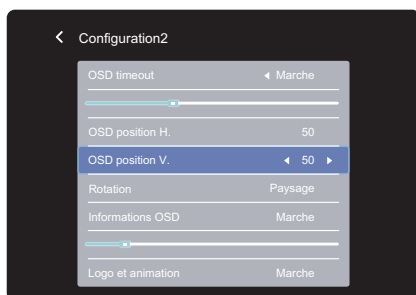 Configuration2
OSD timeout Marche
OSD position H. 50
OSD position V. 50
Rotation Paysage
Informations OSD Marche
Logo et animation Marche